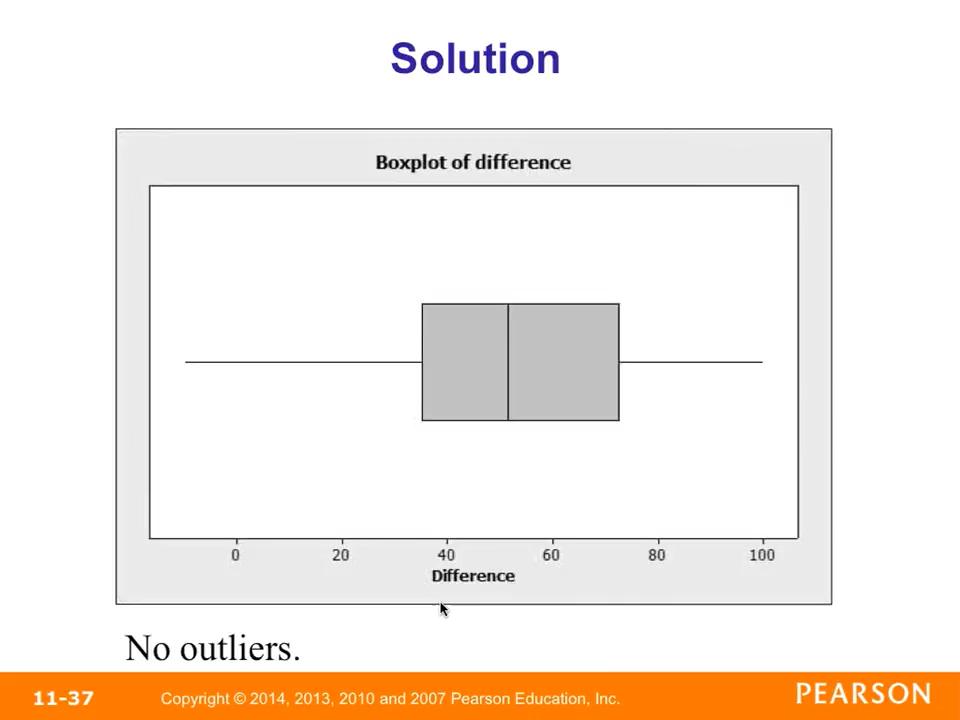 Solution
Boxplot of difference
0 20 40 60 80 100
Difference
No outliers.
11-37 Copyright © 2014, 2013, 2010 and 2007 Pearson Education, Inc. PEARSON